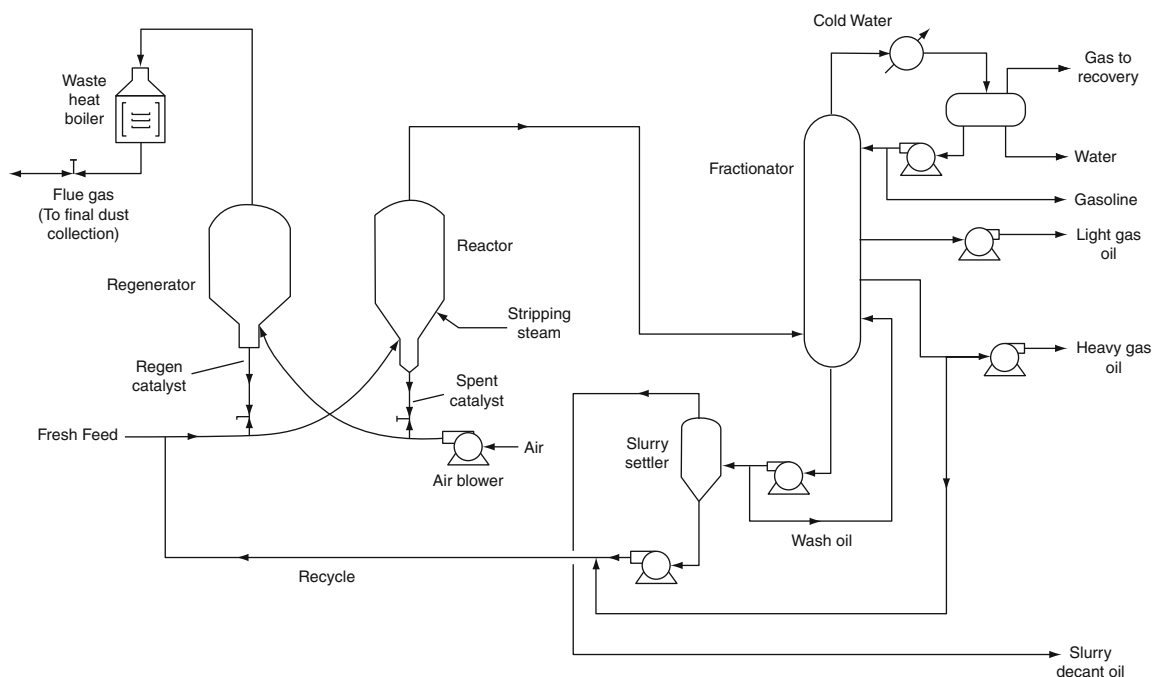 Cold Water
Gas to
recovery
Waste
heat
boiler
Water
Fractionator
Gasoline
Flue gas
(To final dust
collection)
Light gas
oil
Reactor
Regenerator
Stripping
steam
Heavy gas
oil
Regen
catalyst
Spent
catalyst
Fresh Feed
Air
Slurry
settler
Air blower
Wash oil
Recycle
Slurry
decant oil